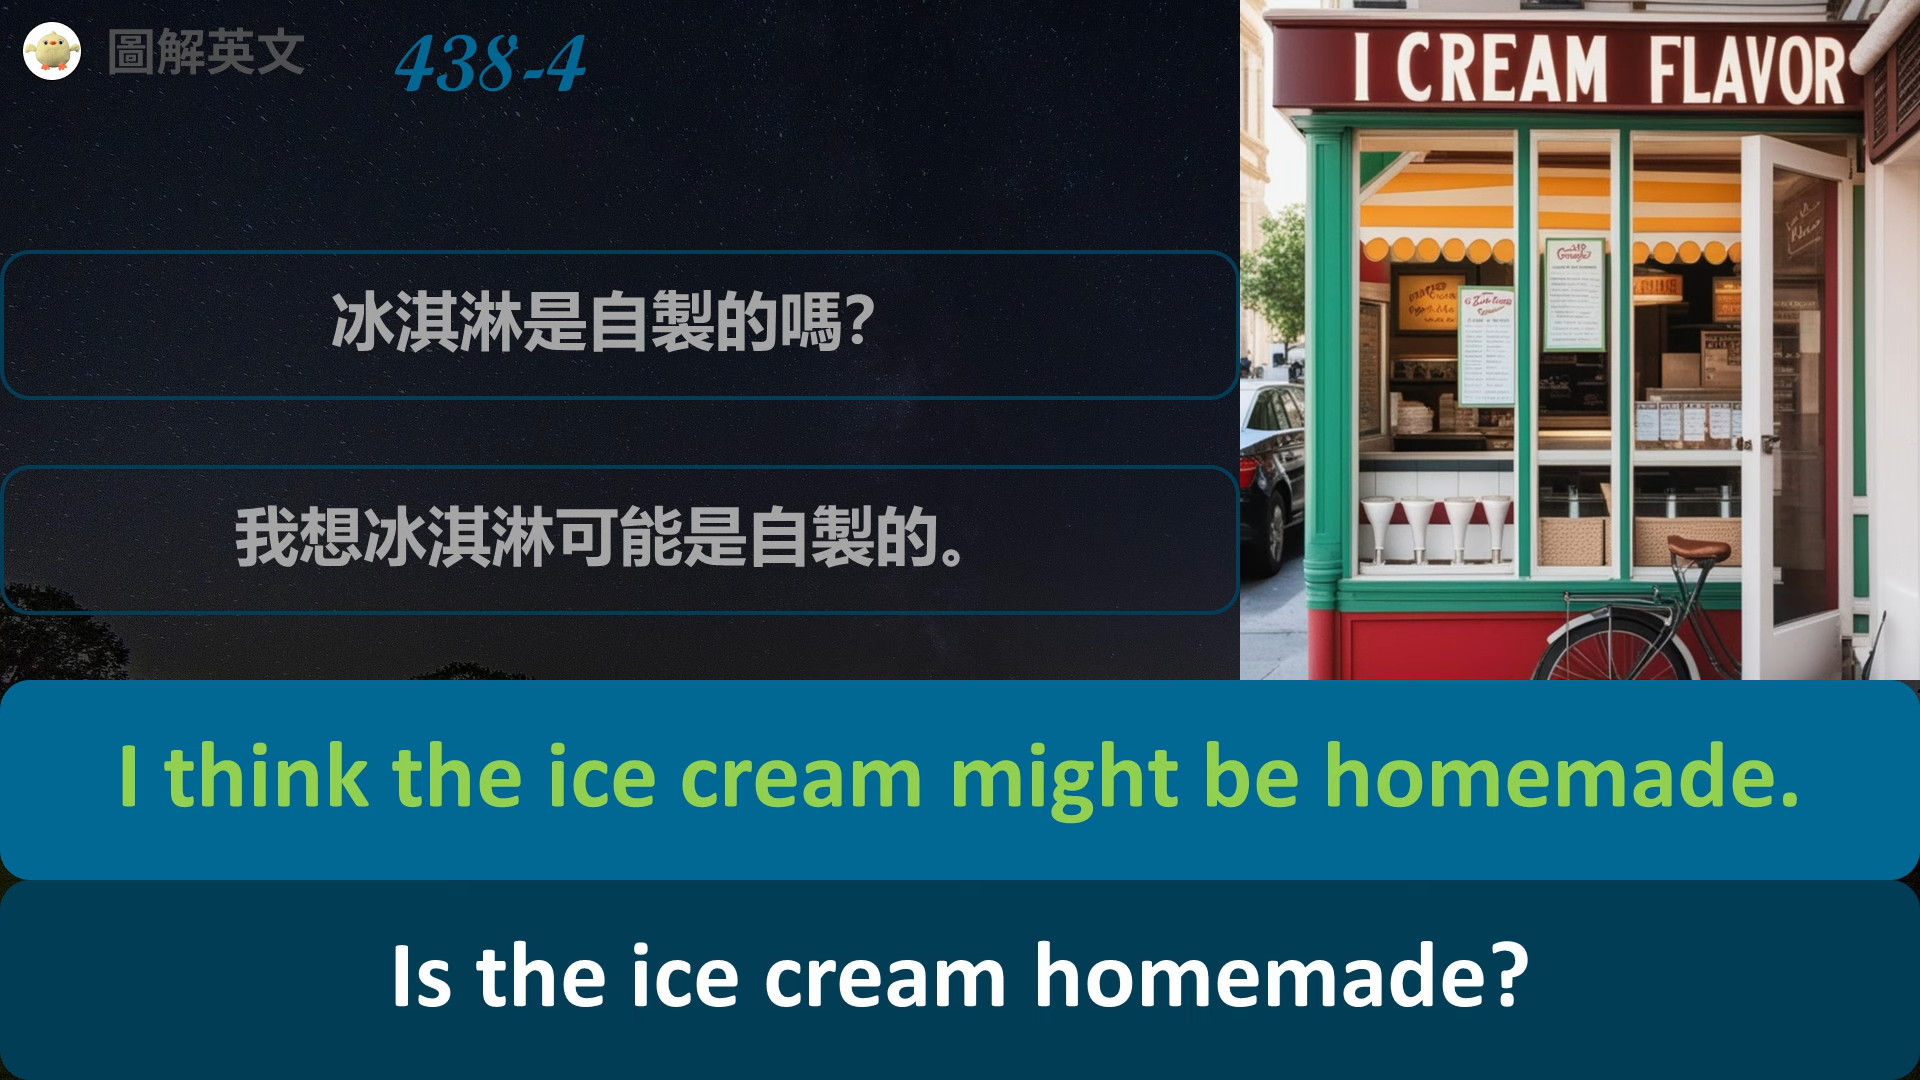 圖解英文
438-4
I CREAM FLAVOR
冰淇淋是自製的嗎?
我想冰淇淋可能是自製的。
I think the ice cream might be homemade.
Is the ice cream homemade?